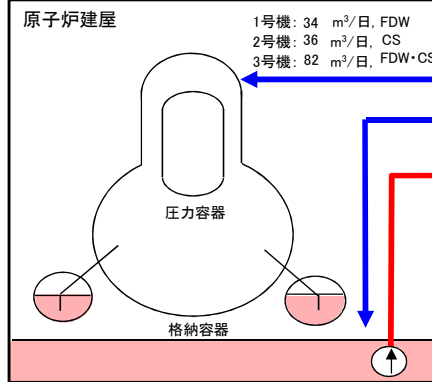 原子炉建屋
1号機: 34 m³/日, FDW
2号機: 36 m³/日, CS
3号機: 82 m³/日, FDW・CS
圧力容器
格納容器